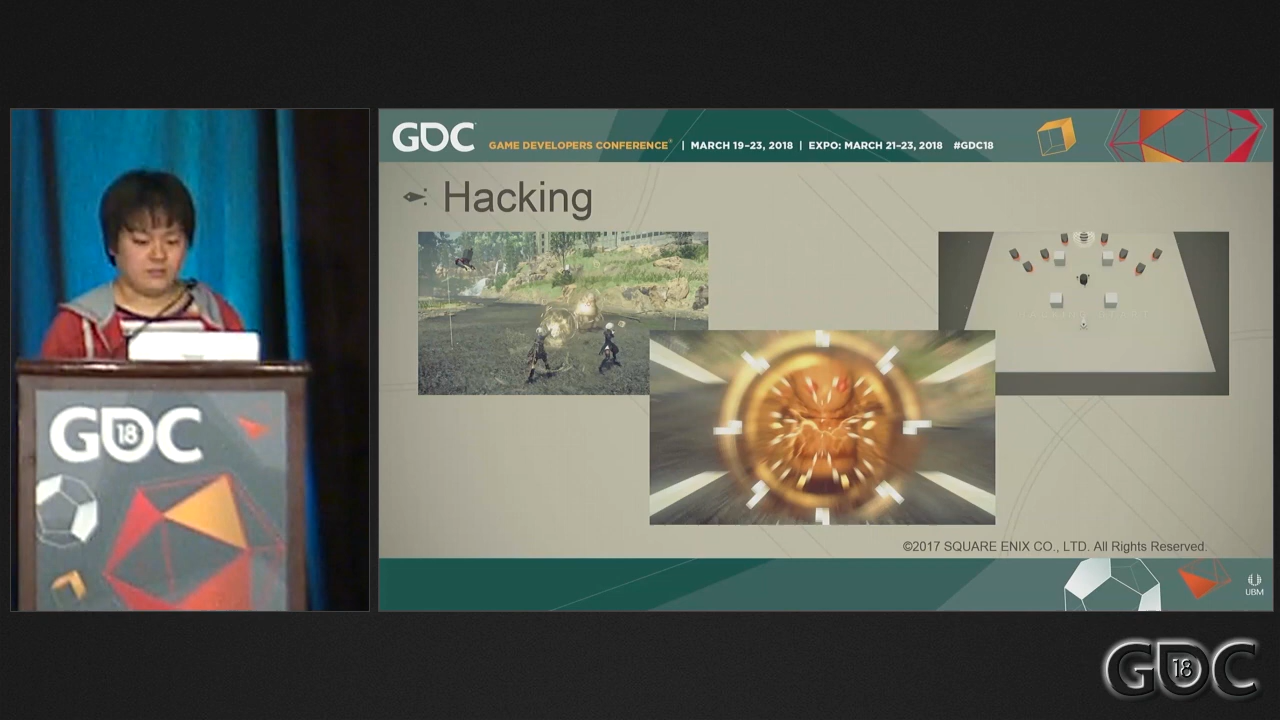 GDC
GAME DEVELOPERS CONFERENCE® | MARCH 19–23, 2018 | EXPO: MARCH 21–23, 2018 #GDC18
Hacking
©2017 SQUARE ENIX CO., LTD. All Rights Reserved.
UBM
GDC
18
GDC
18